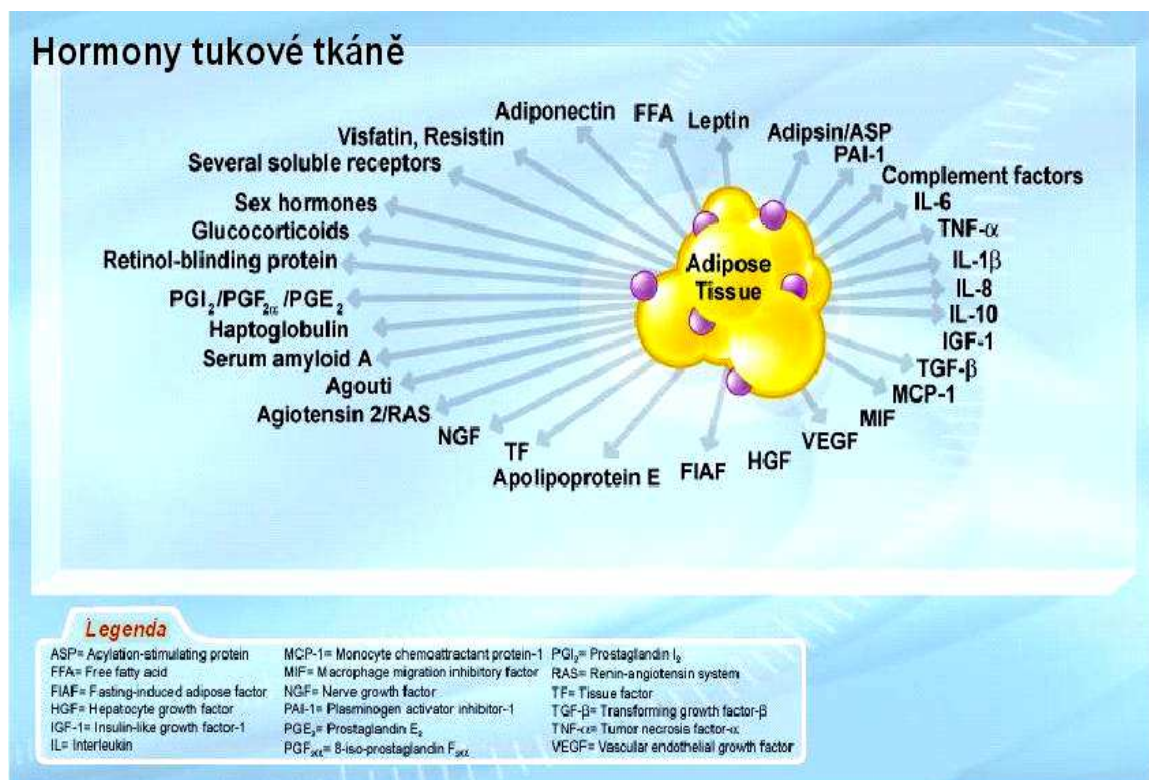 Hormony tukové tkáně
Adiponectin
FFA
Leptin
Adipsin/ASP
PAI-1
Visfatin, Resistin
Several soluble receptors
Complement factors
Sex hormones
IL-6
Glucocorticoids
TNF-α
Retinol-blinding protein
IL-1β
Adipose
Tissue
PGI₂/PGF₂α /PGE₂
IL-8
Haptoglobulin
IL-10
Serum amyloid A
IGF-1
Agouti
TGF-β
Agiotensin 2/RAS
MCP-1
NGF
MIF
TF
VEGF
Apolipoprotein E
FIAF
HGF
Legenda
ASP= Acylation-stimulating protein
FFA= Free fatty acid
FIAF= Fasting-induced adipose factor
HGF= Hepatocyte growth factor
IGF-1= Insulin-like growth factor-1
IL= Interleukin
MCP-1= Monocyte chemoattractant protein-1
MIF= Macrophage migration inhibitory factor
NGF= Nerve growth factor
PAI-1= Plasminogen activator inhibitor-1
PGE₂= Prostaglandin E₂
PGF₂α= 8-iso-prostaglandin F₂α
PGI₂= Prostaglandin I₂
RAS= Renin-angiotensin system
TF= Tissue factor
TGF-β= Transforming growth factor-β
TNF-α= Tumor necrosis factor-α
VEGF= Vascular endothelial growth factor